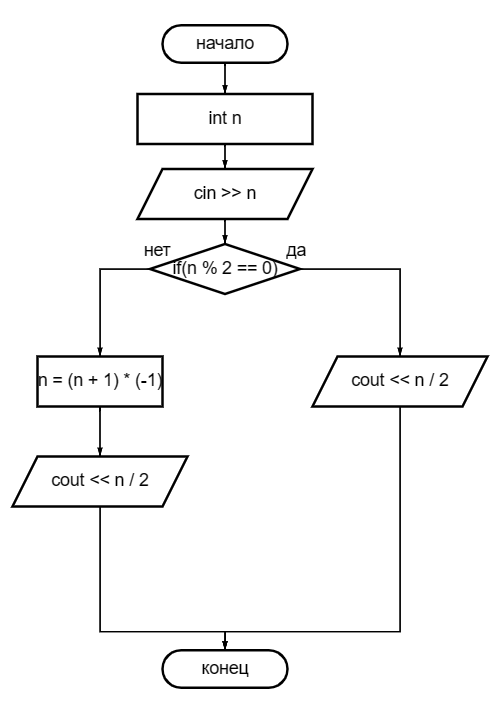 начало
int n
cin >> n
нет
да
if(n % 2 == 0)
n = (n + 1) * (-1)
cout << n / 2
cout << n / 2
конец